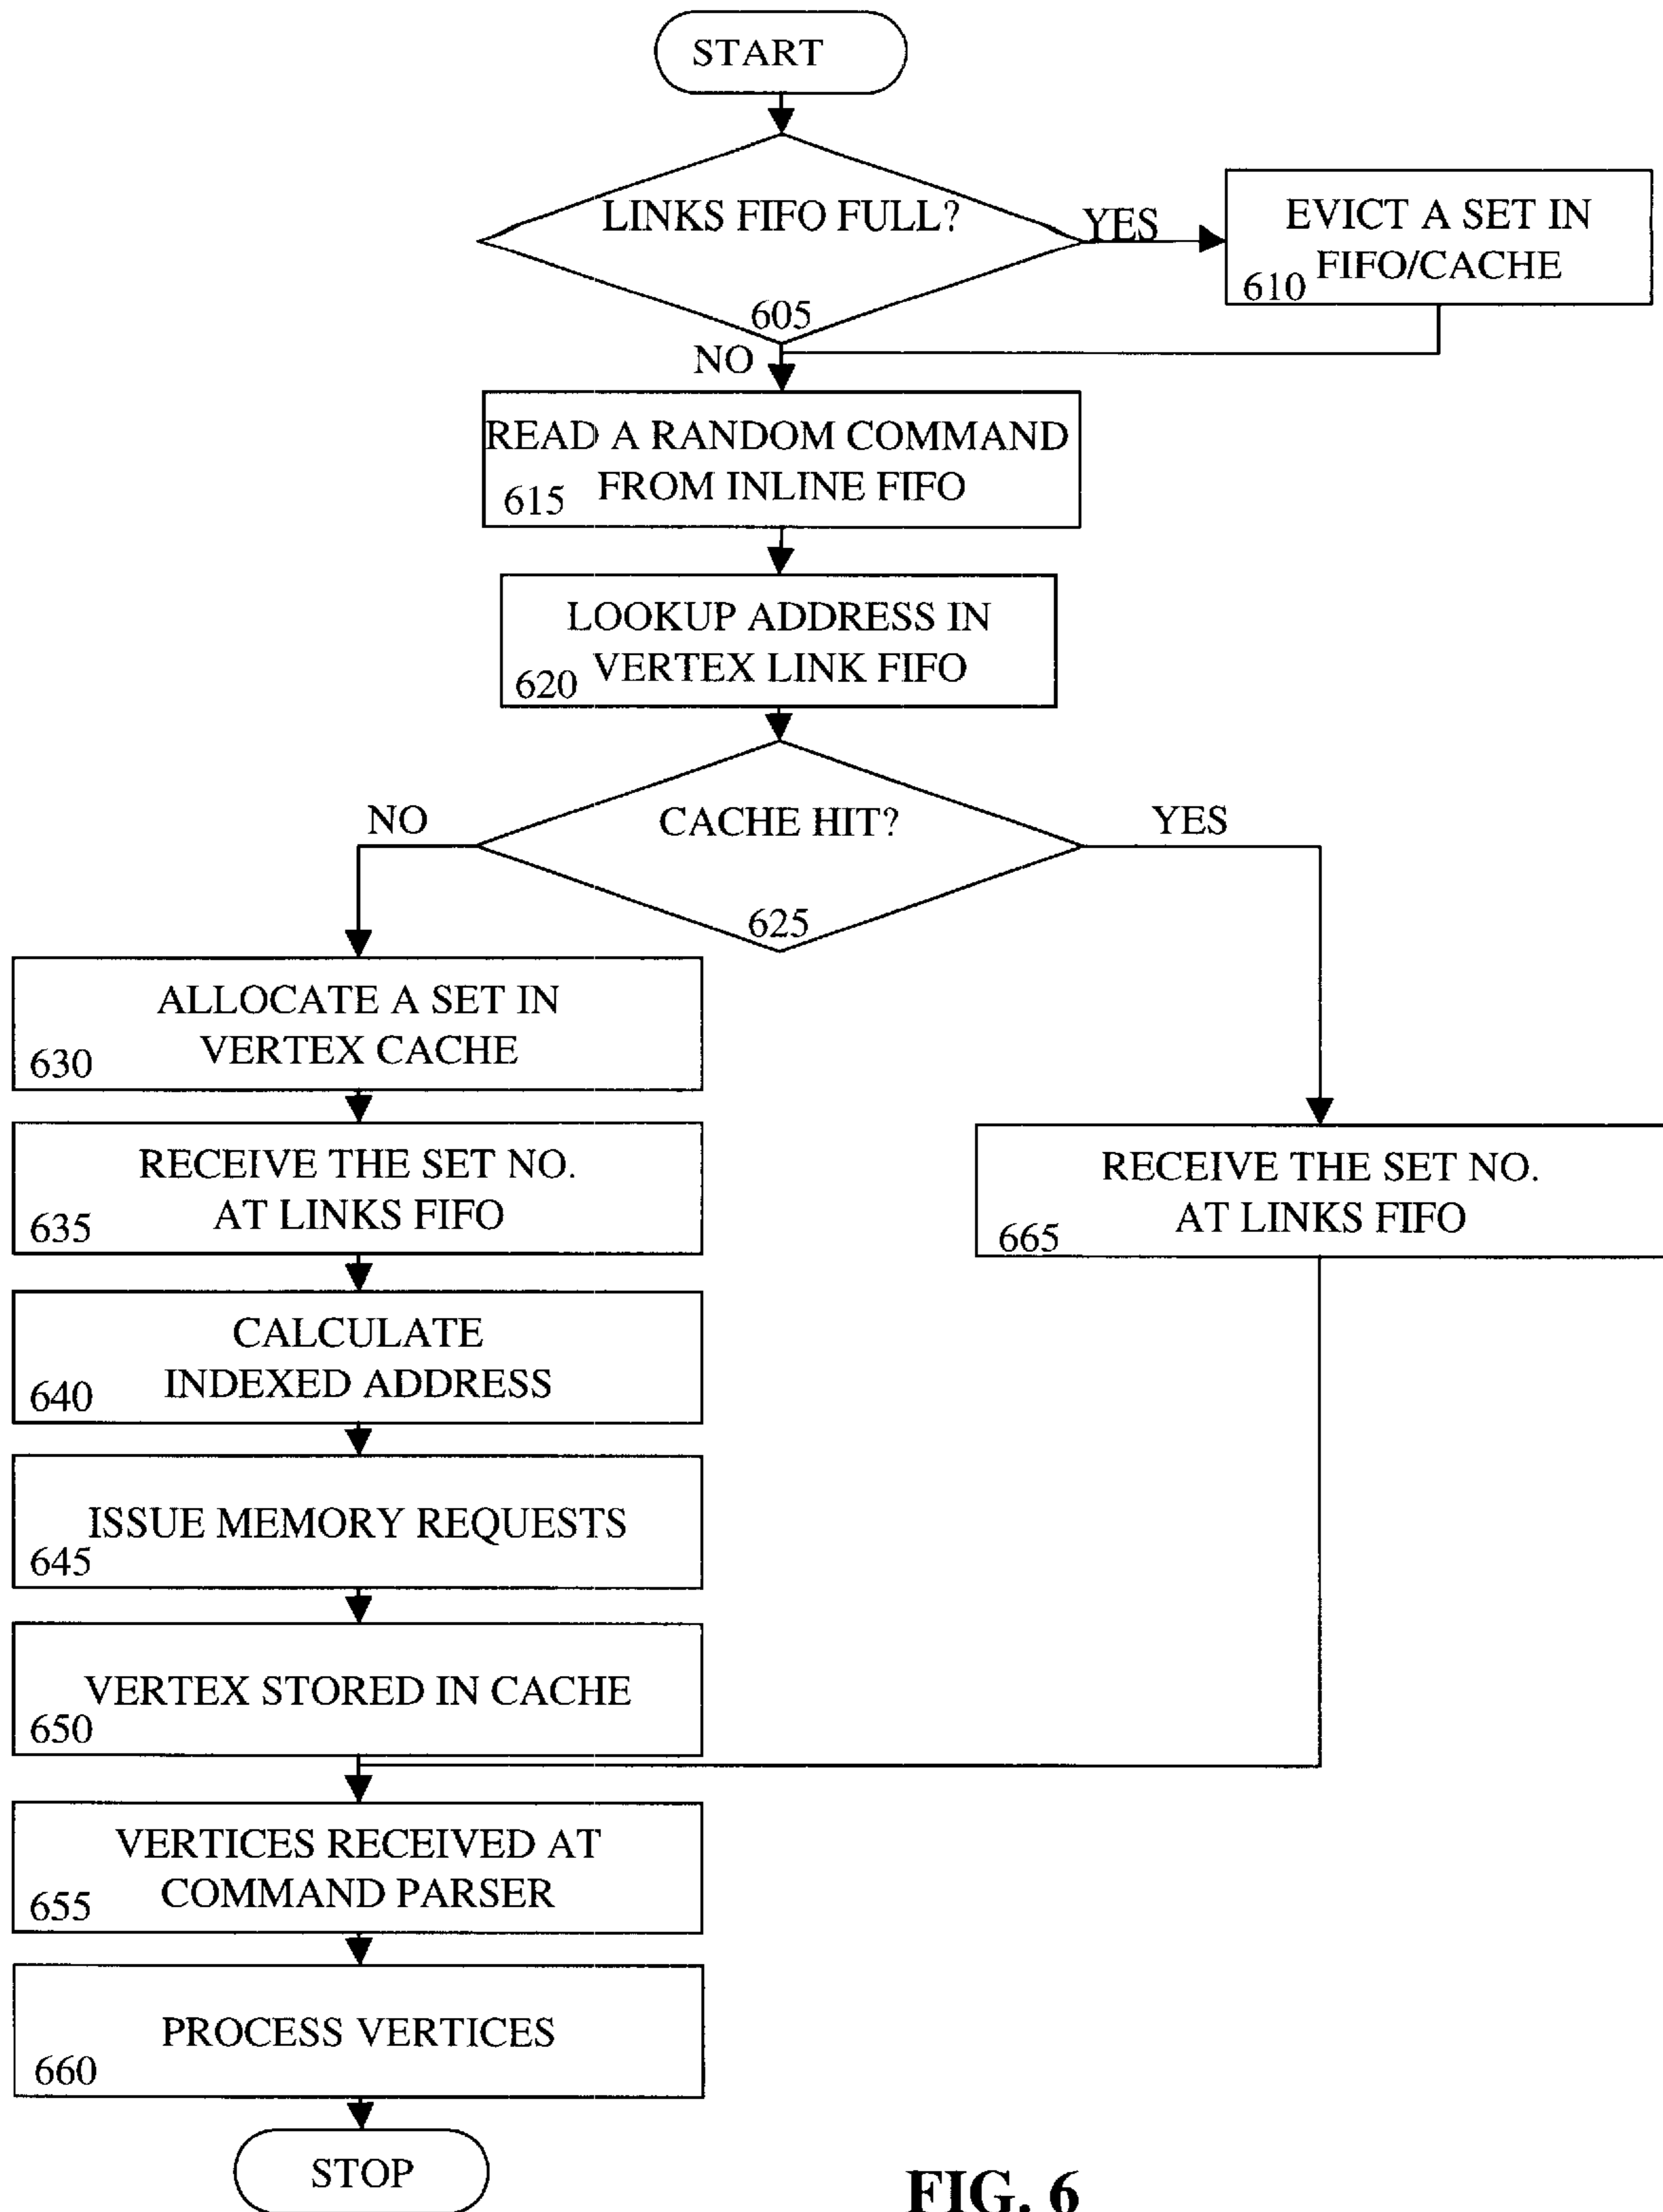 START
LINKS FIFO FULL?
YES
605
NO
EVICT A SET IN
FIFO/CACHE
610
READ A RANDOM COMMAND
FROM INLINE FIFO
615
LOOKUP ADDRESS IN
VERTEX LINK FIFO
620
CACHE HIT?
NO
YES
625
ALLOCATE A SET IN
VERTEX CACHE
630
RECEIVE THE SET NO.
AT LINKS FIFO
635
RECEIVE THE SET NO.
AT LINKS FIFO
665
CALCULATE
INDEXED ADDRESS
640
ISSUE MEMORY REQUESTS
645
VERTEX STORED IN CACHE
650
VERTICES RECEIVED AT
COMMAND PARSER
655
PROCESS VERTICES
660
STOP
FIG. 6